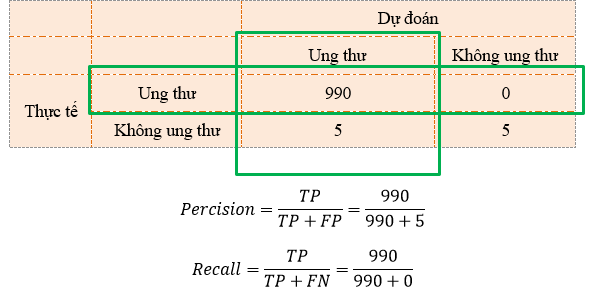 Dự đoán
Ung thư Không ung thư
Thực tế Ung thư 990 0
Không ung thư 5 5
Percision = TP / (TP + FP) = 990 / (990 + 5)
Recall = TP / (TP + FN) = 990 / (990 + 0)